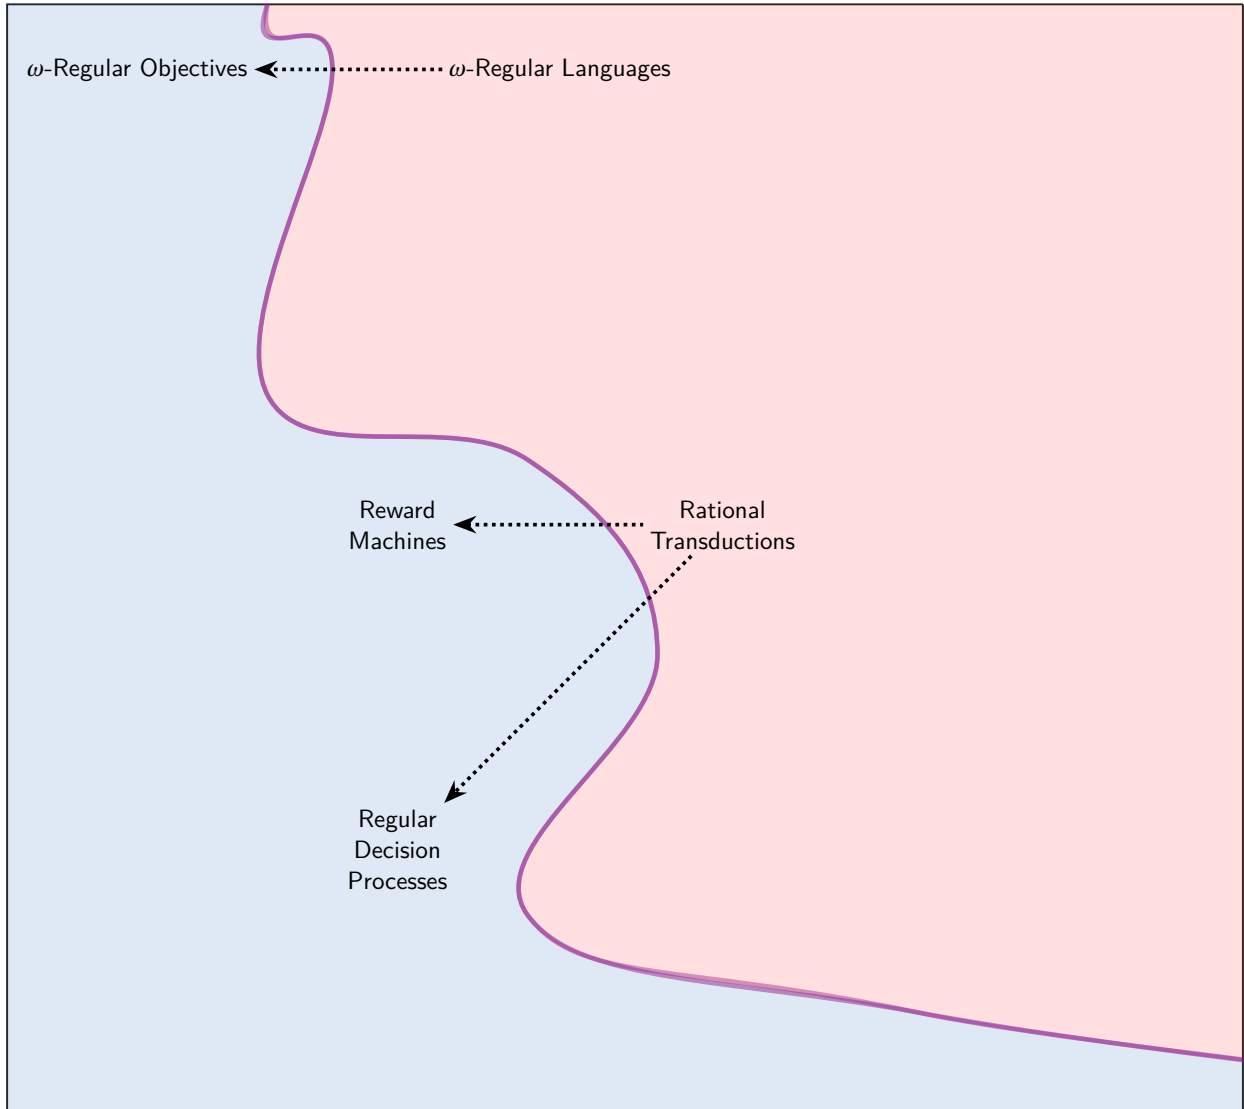 ω-Regular Objectives
ω-Regular Languages
Reward
Machines
Rational
Transductions
Regular
Decision
Processes